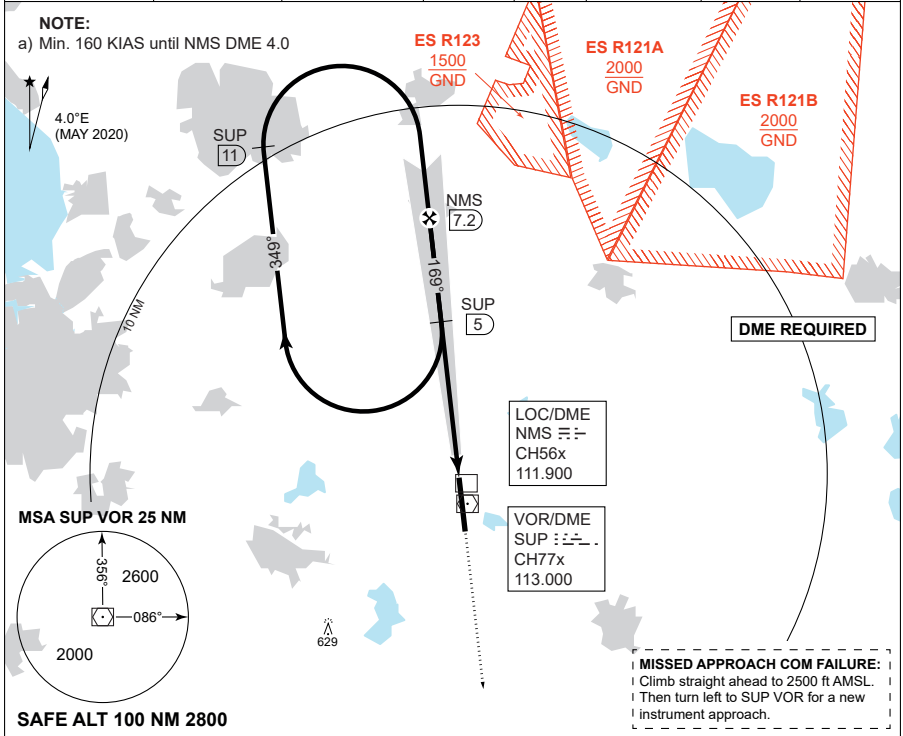 NOTE:
a) Min. 160 KIAS until NMS DME 4.0
4.0°E
(MAY 2020)
ES R123
1500
GND
ES R121A
2000
GND
ES R121B
2000
GND
SUP
11
NMS
7.2
349°
169°
SUP
5
10 NM
DME REQUIRED
LOC/DME
NMS
CH56x
111.900
VOR/DME
SUP
CH77x
113.000
MSA SUP VOR 25 NM
356°
2600
086°
2000
629
SAFE ALT 100 NM 2800
MISSED APPROACH COM FAILURE:
Climb straight ahead to 2500 ft AMSL.
Then turn left to SUP VOR for a new
instrument approach.